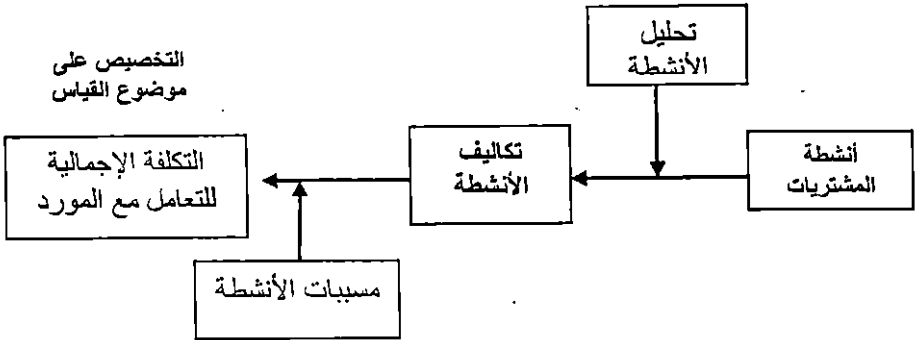 تحليل
الأنشطة
التخصيص على
موضوع القياس
أنشطة
المشتريات
تكاليف
الأنشطة
التكلفة الإجمالية
للتعامل مع المورد
مسببات الأنشطة